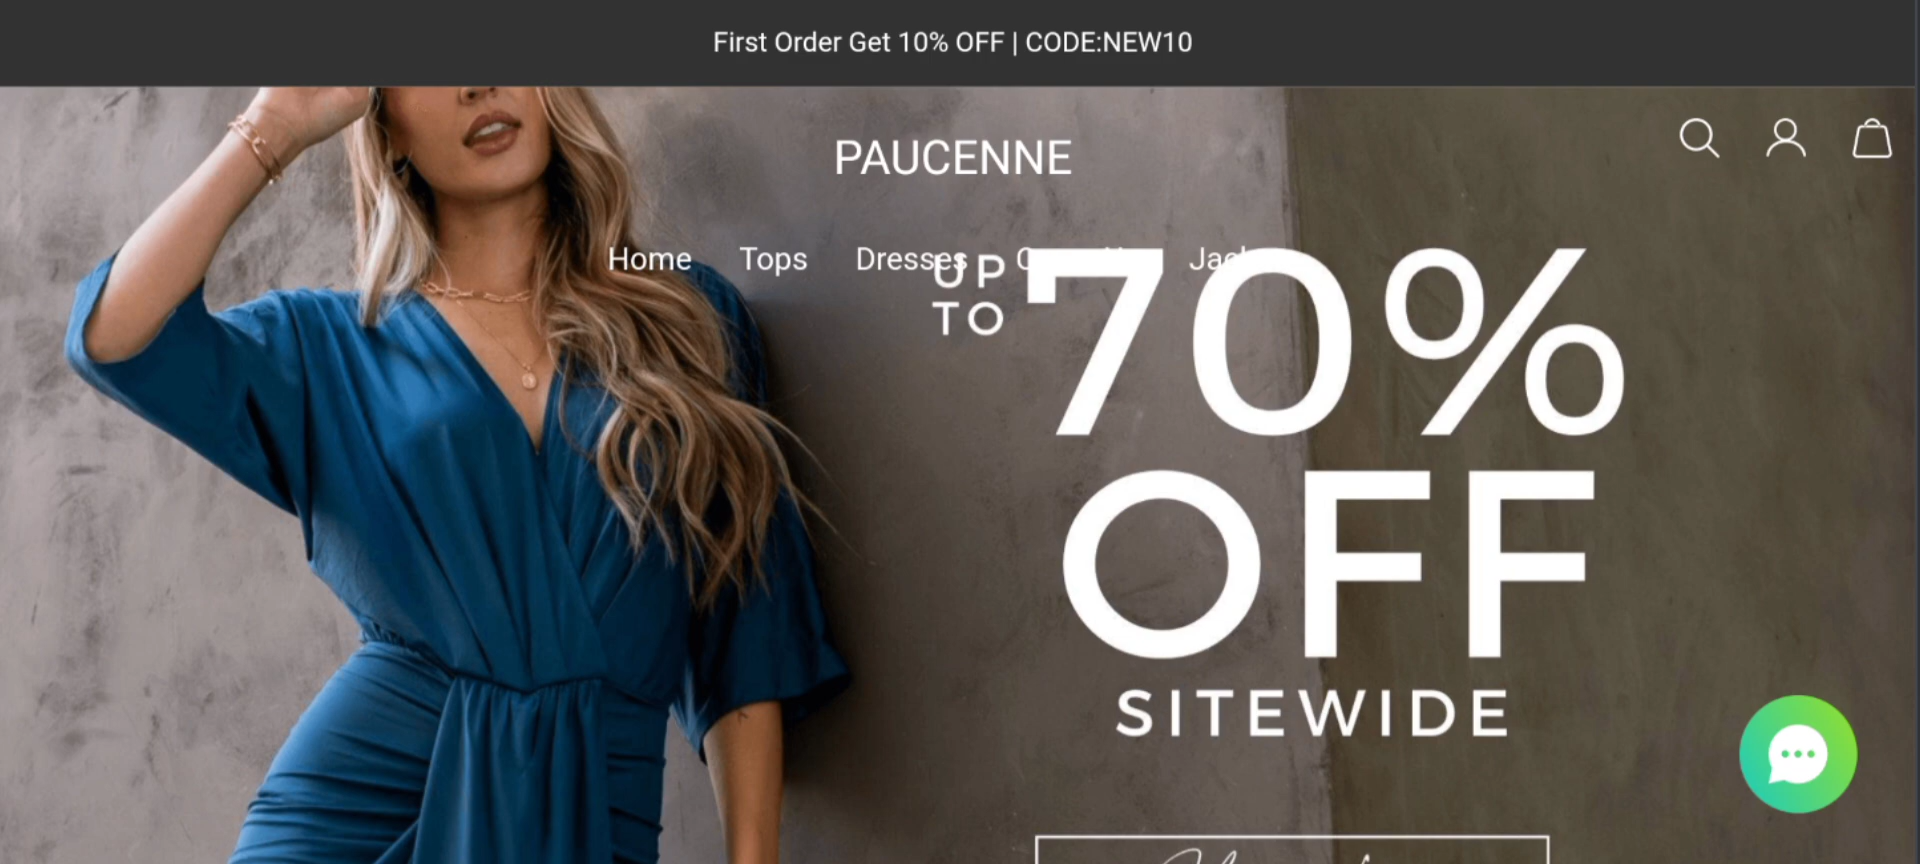 First Order Get 10% OFF | CODE:NEW10
PAUCENNE
Home Tops Dresses
UP TO 70%
OFF
SITEWIDE